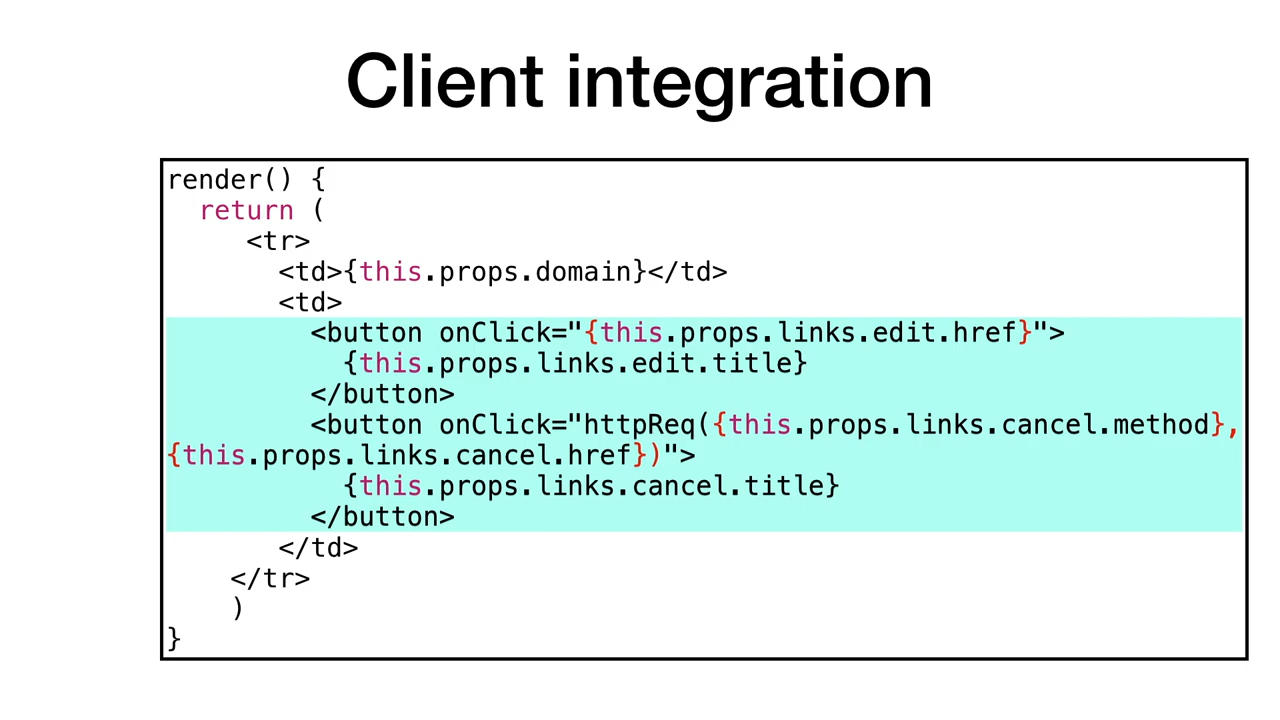 Client integration
render() {
  return (
     <tr>
       <td>{this.props.domain}</td>
       <td>
         <button onClick="{this.props.links.edit.href}">
           {this.props.links.edit.title}
         </button>
         <button onClick="httpReq({this.props.links.cancel.method},
{this.props.links.cancel.href})">
           {this.props.links.cancel.title}
         </button>
       </td>
    </tr>
    )
}